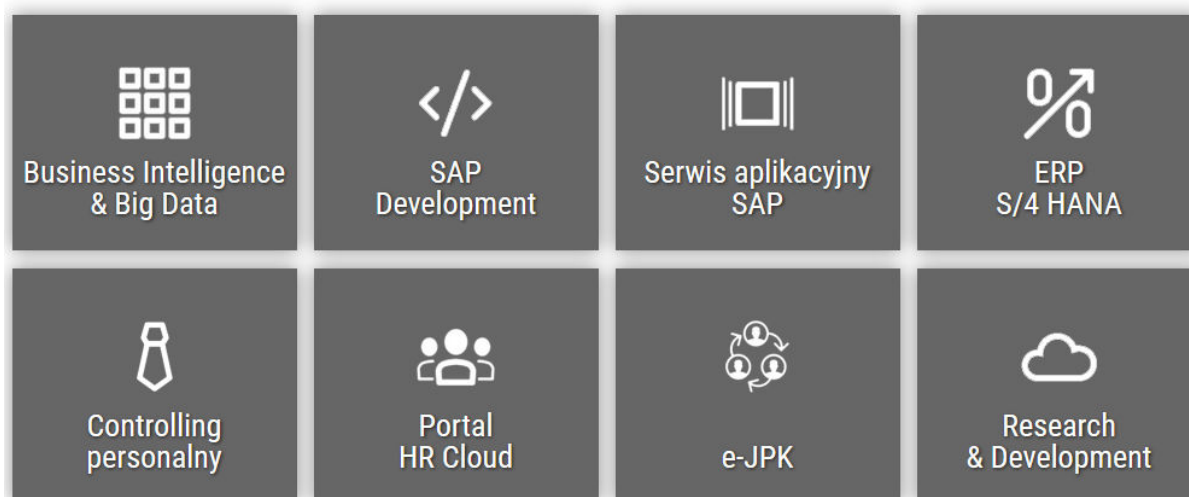 Business Intelligence
& Big Data
SAP
Development
Serwis aplikacyjny
SAP
ERP
S/4 HANA
Controlling
personalny
Portal
HR Cloud
e-JPK
Research
& Development